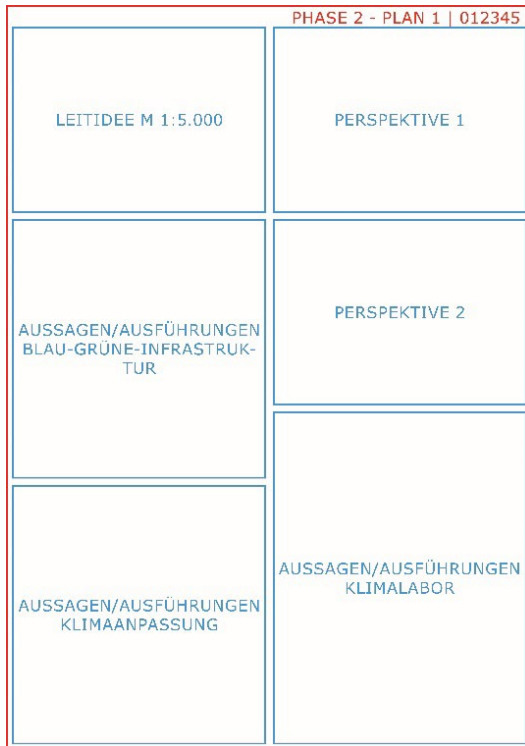 PHASE 2 - PLAN 1 | 012345
LEITIDEE M 1:5.000
PERSPEKTIVE 1
AUSSAGEN/AUSFÜHRUNGEN
BLAU-GRÜNE-INFRASTRUK-
TUR
PERSPEKTIVE 2
AUSSAGEN/AUSFÜHRUNGEN
KLIMAANPASSUNG
AUSSAGEN/AUSFÜHRUNGEN
KLIMALABOR